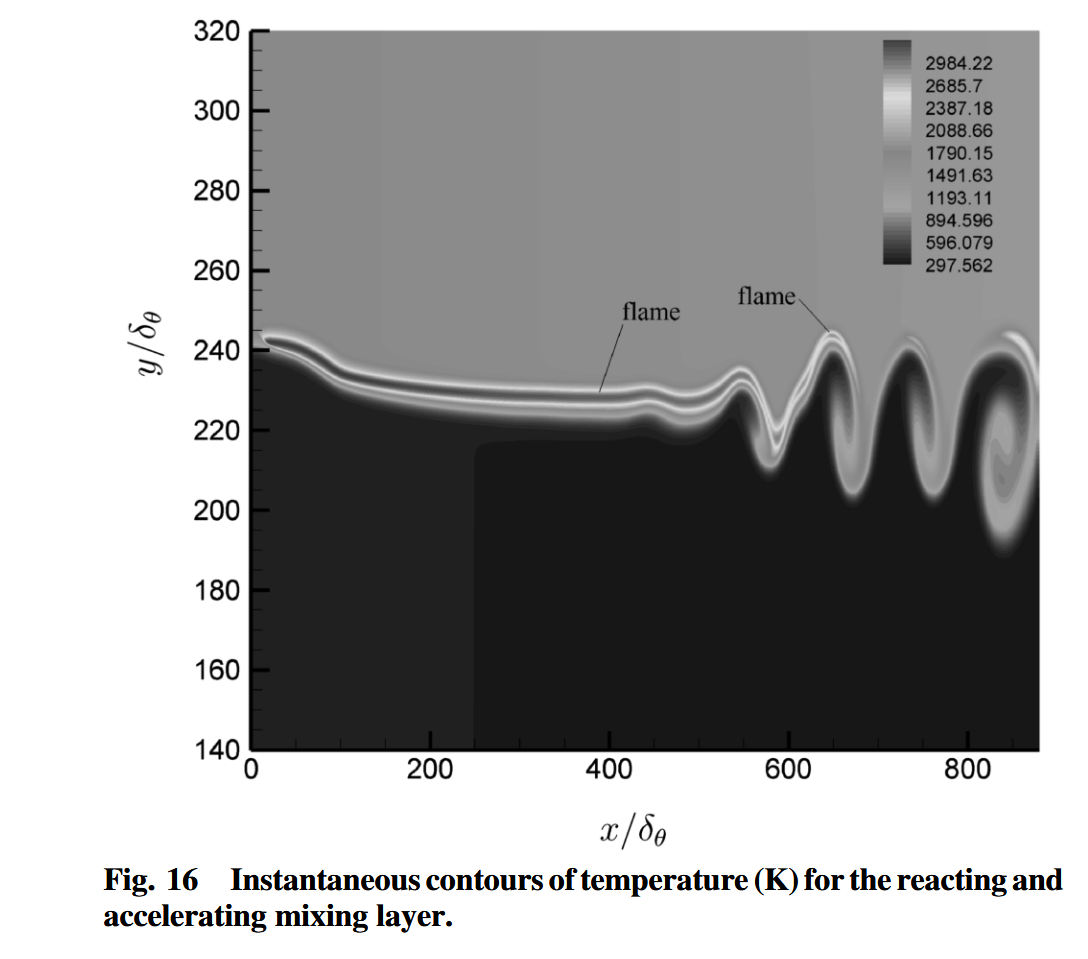 320
300
280
260
240
220
200
180
160
140
y/δθ
2984.22
2685.7
2387.18
2088.66
1790.15
1491.63
1193.11
894.596
596.079
297.562
flame
flame
0 200 400 600 800
x/δθ
Fig. 16 Instantaneous contours of temperature (K) for the reacting and
accelerating mixing layer.